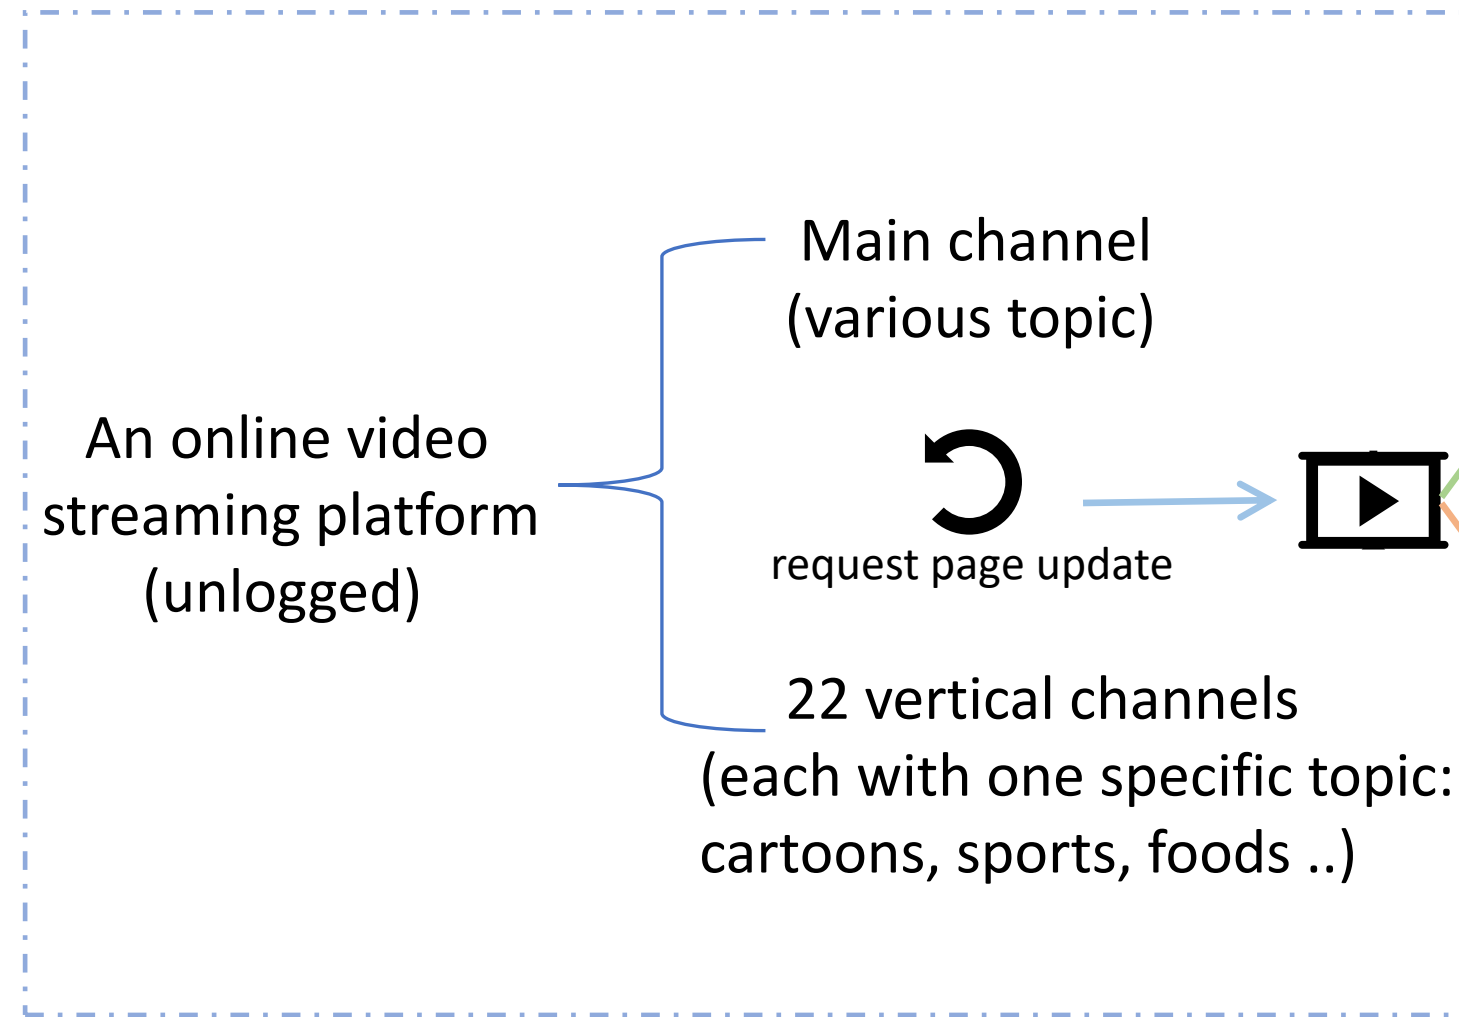 An online video
streaming platform
(unlogged)
Main channel
(various topic)
request page update
22 vertical channels
(each with one specific topic:
cartoons, sports, foods ..)